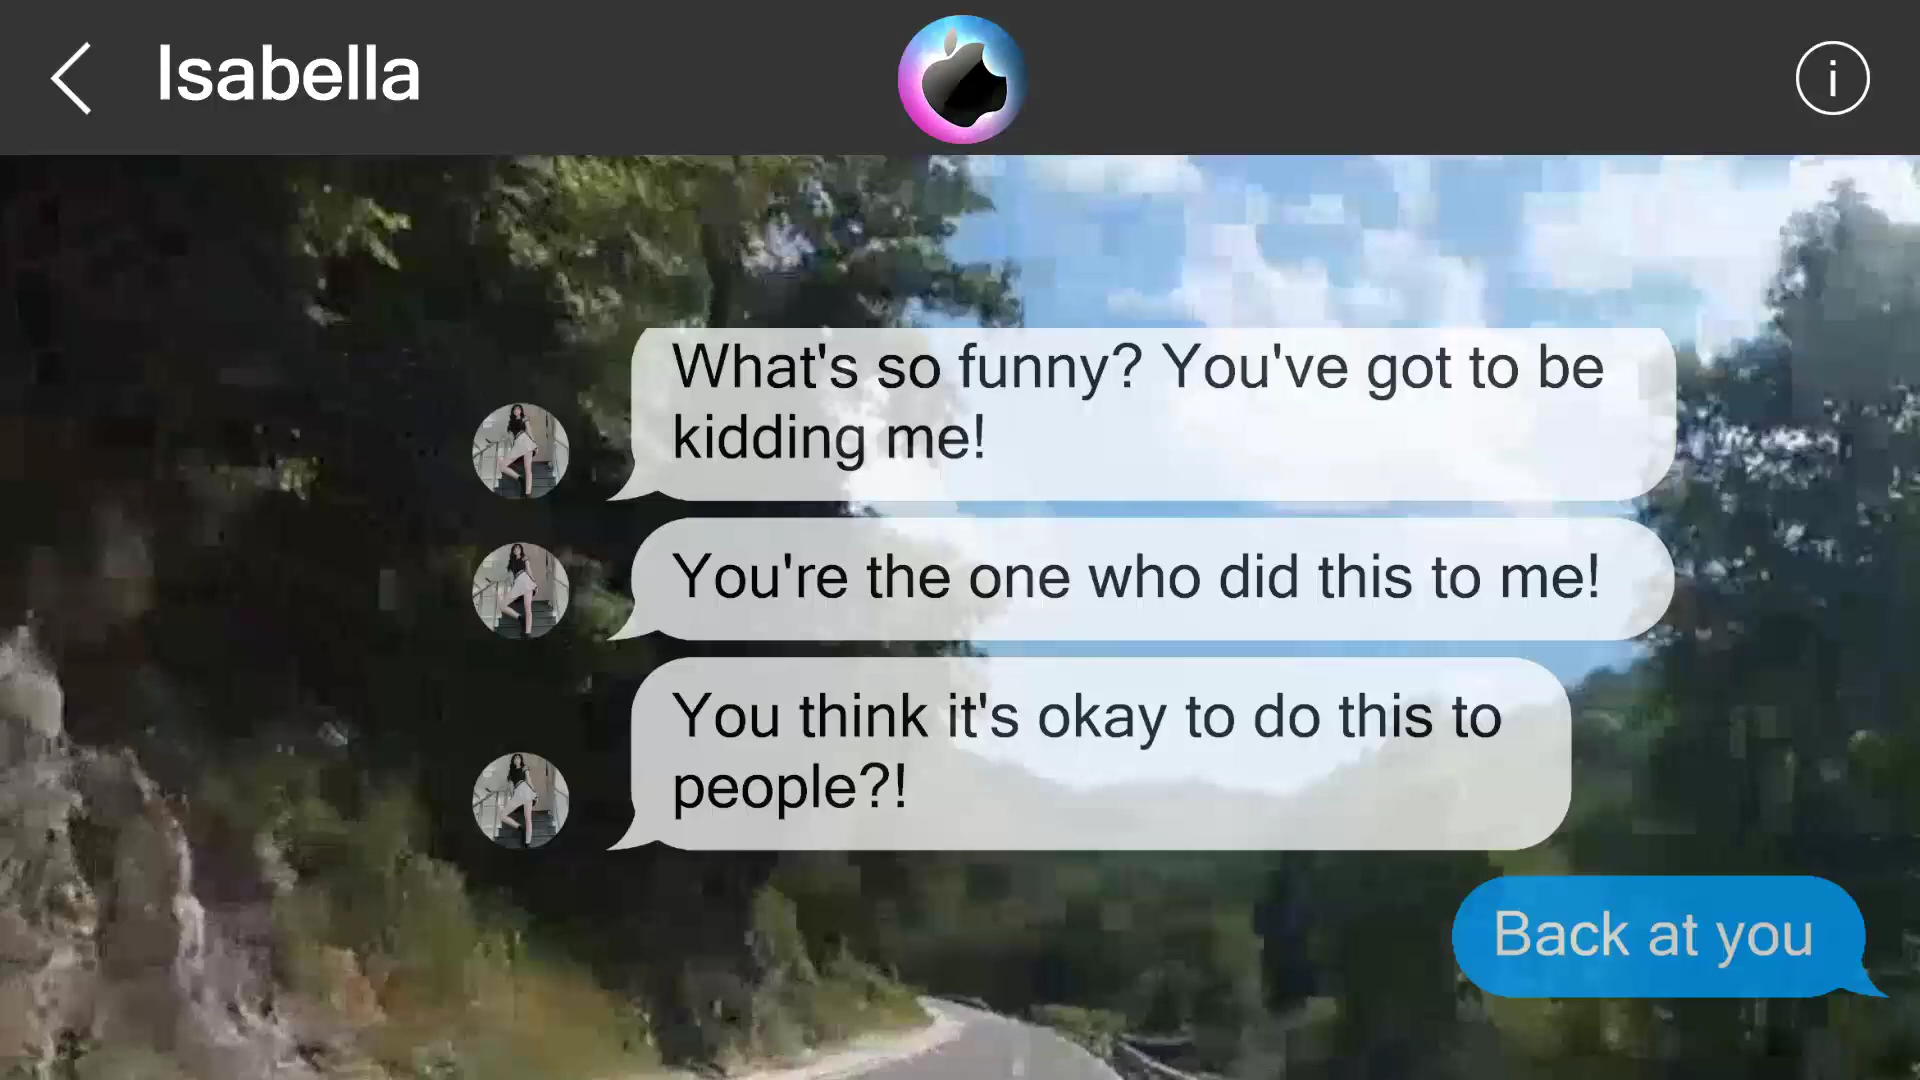 Isabella
What's so funny? You've got to be
kidding me!
You're the one who did this to me!
You think it's okay to do this to
people?!
Back at you